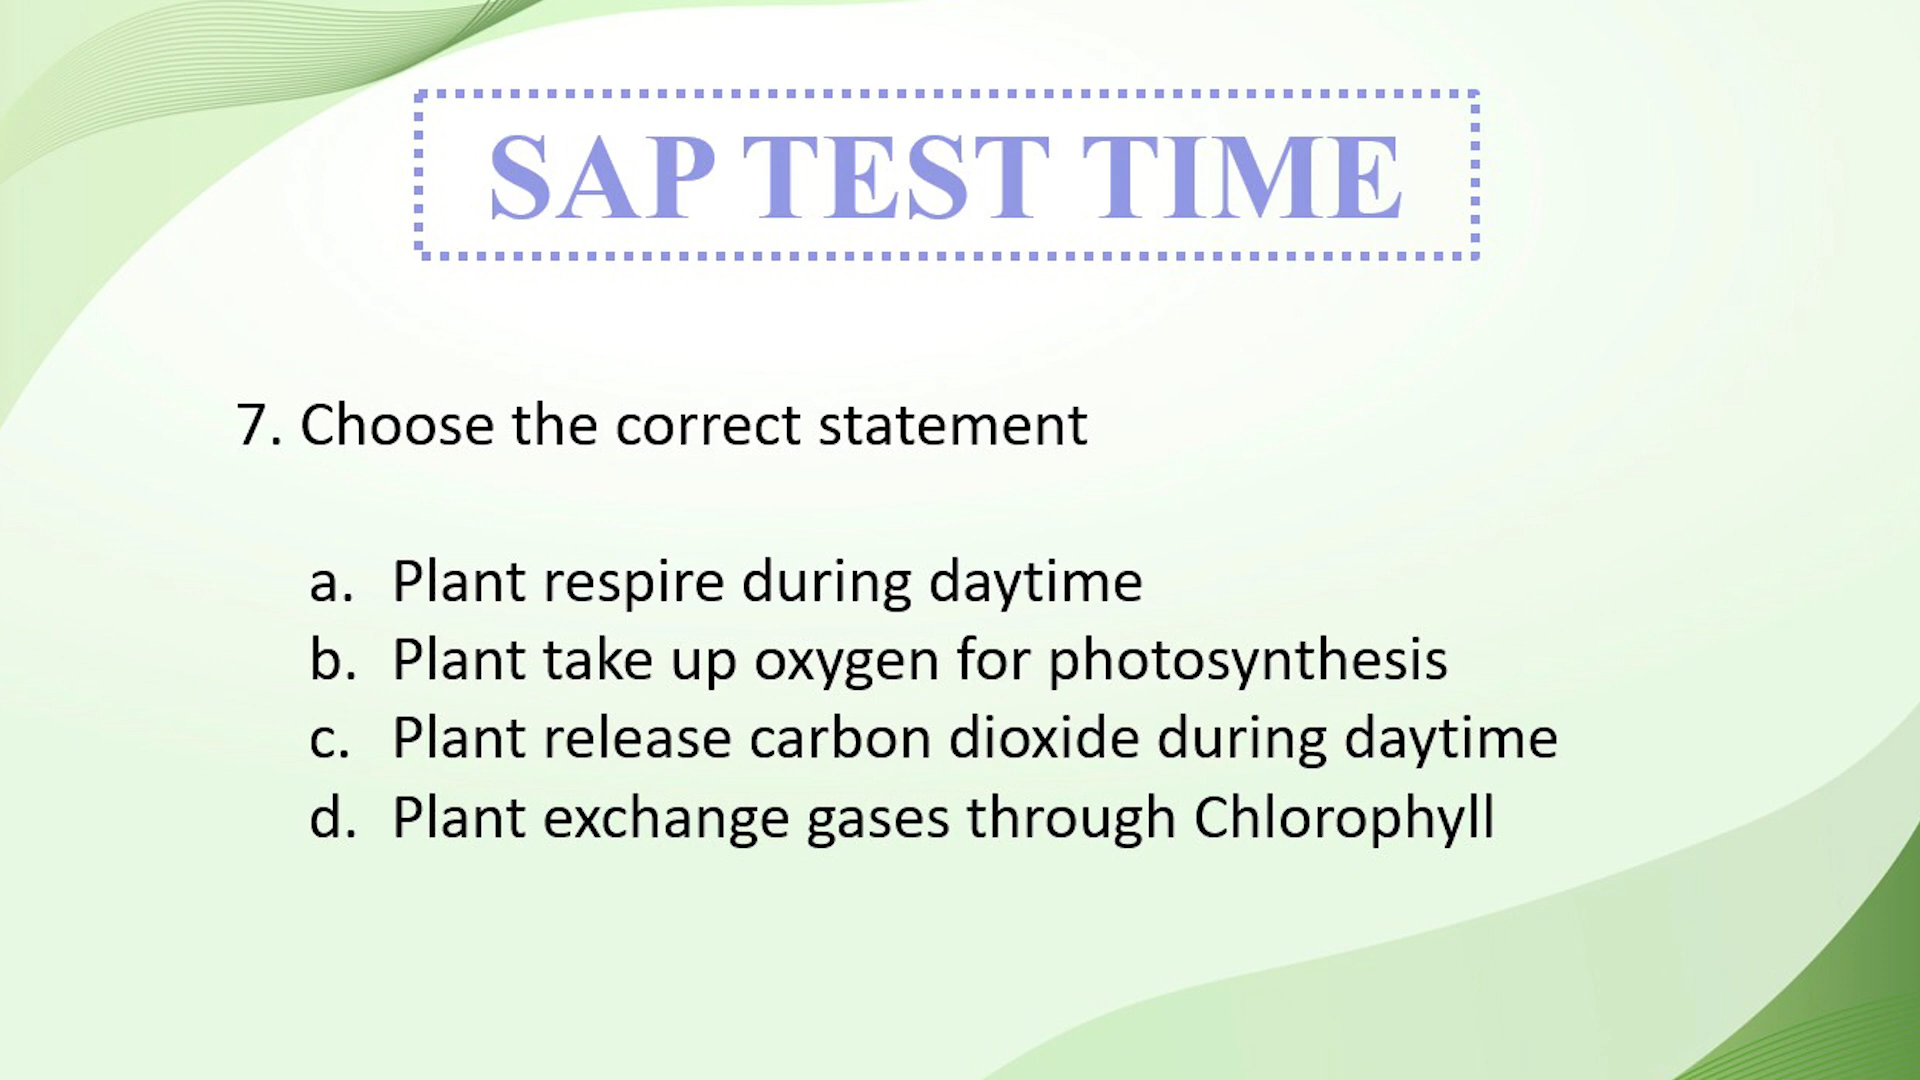 SAP TEST TIME
7. Choose the correct statement
a. Plant respire during daytime
b. Plant take up oxygen for photosynthesis
c. Plant release carbon dioxide during daytime
d. Plant exchange gases through Chlorophyll